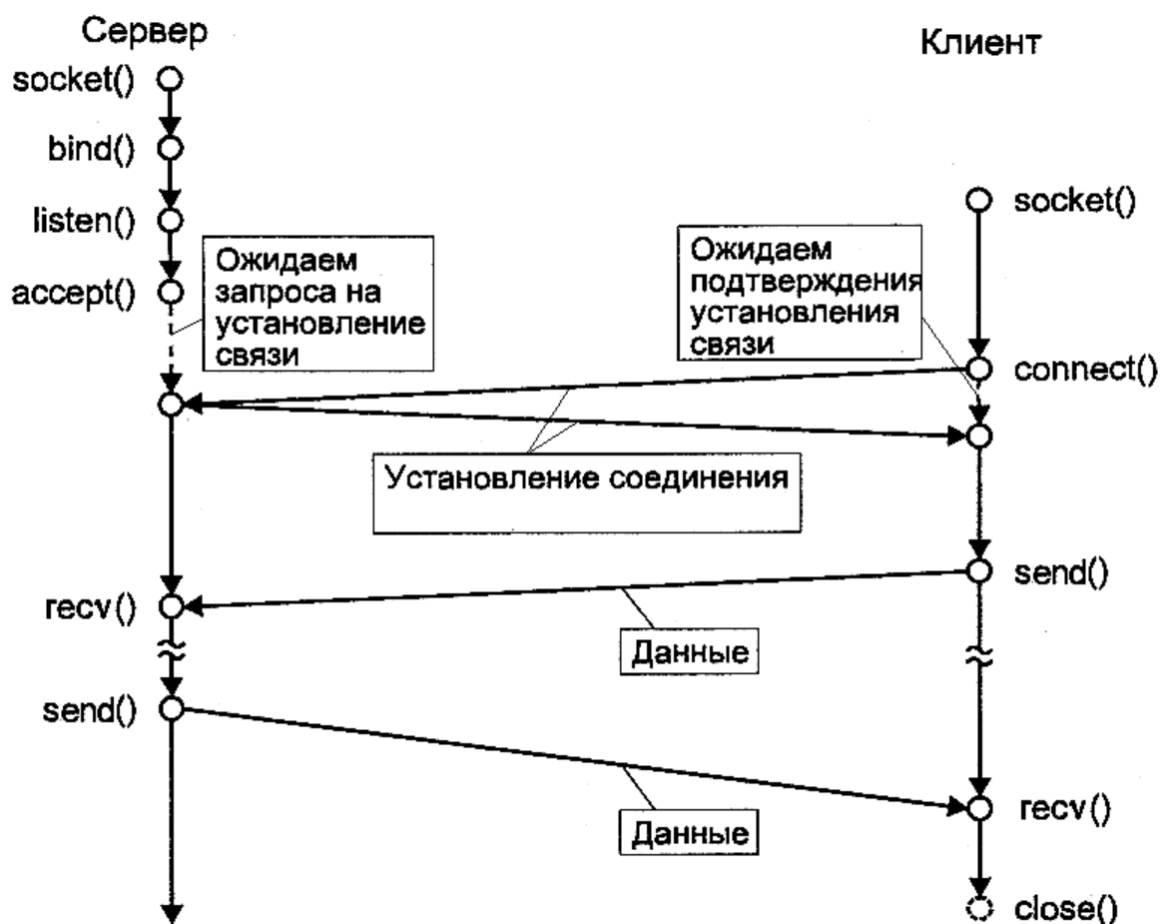 Сервер
Клиент
socket()
bind()
listen()
socket()
Ожидаем
запроса на
установление
связи
Ожидаем
подтверждения
установления
связи
accept()
connect()
Установление соединения
send()
recv()
Данные
send()
recv()
Данные
close()